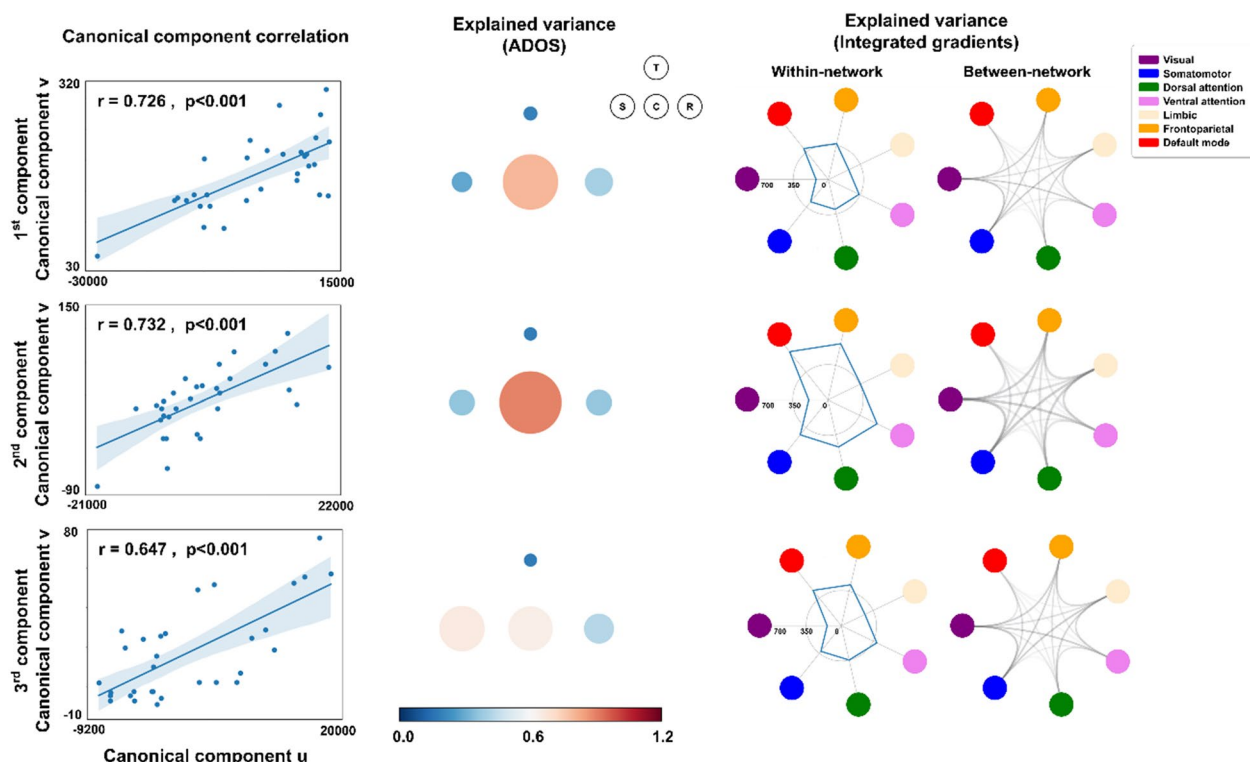 Canonical component correlation
Explained variance
(ADOS)
Explained variance
(Integrated gradients)
Within-network
Between-network
T
S
C
R
Visual
Somatomotor
Dorsal attention
Ventral attention
Limbic
Frontoparietal
Default mode
1st component
Canonical component v
320
r = 0.726 , p<0.001
30
-30000
15000
700
350
0
2nd component
Canonical component v
150
r = 0.732 , p<0.001
-90
-21000
22000
700
350
0
3rd component
Canonical component v
80
r = 0.647 , p<0.001
-10
-9200
20000
Canonical component u
700
350
0
0.0
0.6
1.2